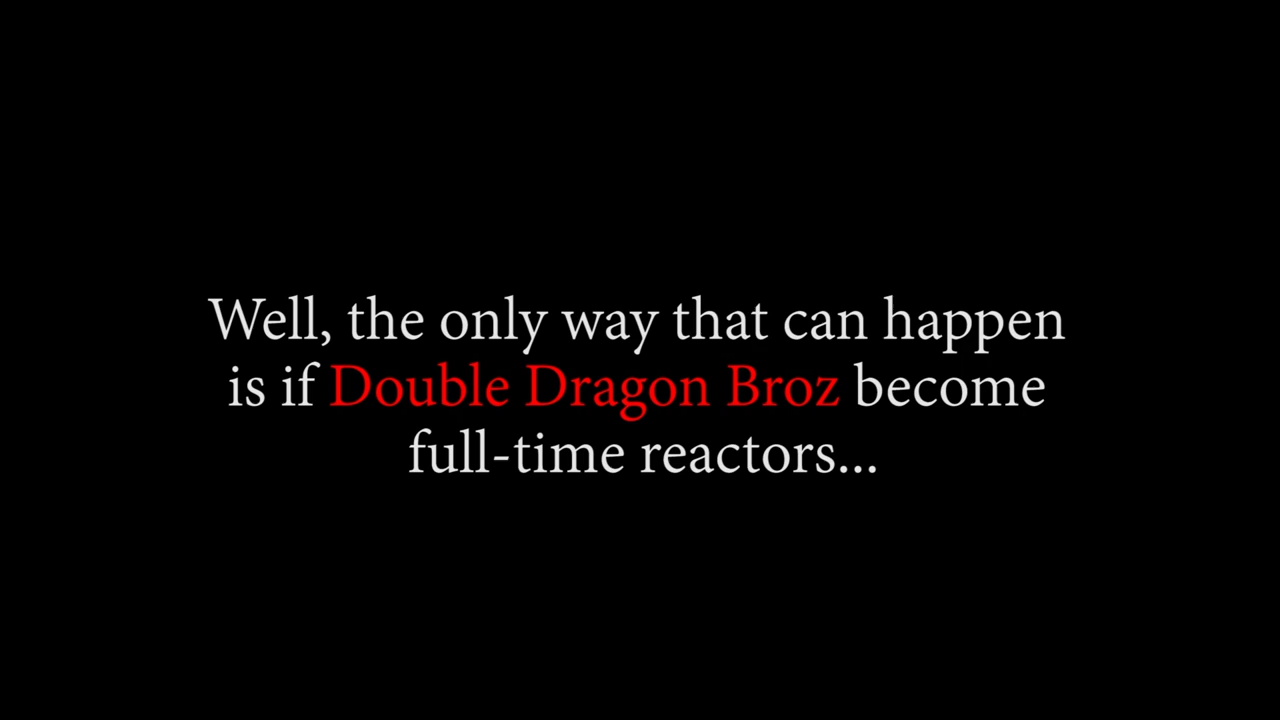 Well, the only way that can happen
is if Double Dragon Broz become
full-time reactors...